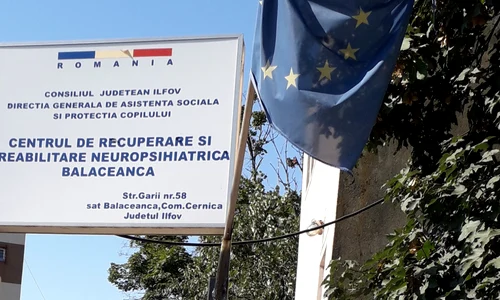 ROMANIA
CONSILIUL JUDETEAN ILFOV
DIRECTIA GENERALA DE ASISTENTA SOCIALA
SI PROTECTIA COPILULUI
CENTRUL DE RECUPERARE SI
REABILITARE NEUROPSIHIATRICA
BALACEANCA
Str.Garii nr.58
sat Balaceanca,Com.Cernica
Judetul Ilfov